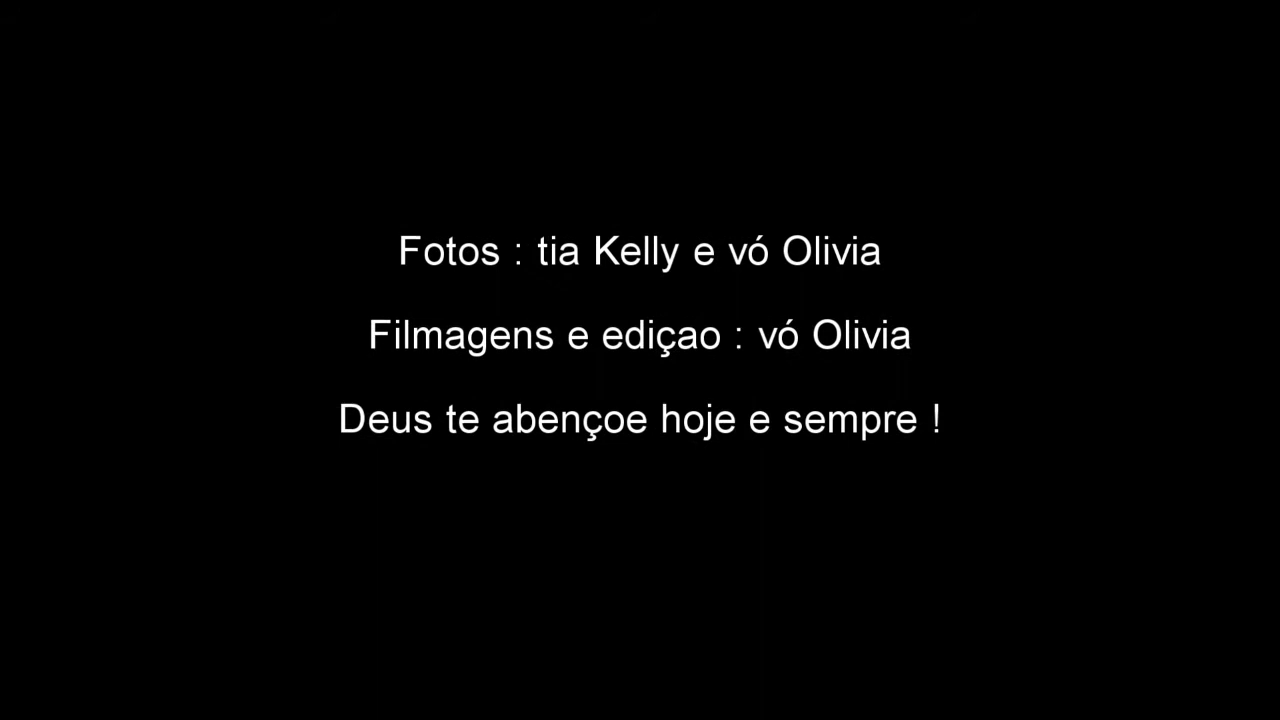 Fotos : tia Kelly e vó Olivia
Filmagens e ediçao : vó Olivia
Deus te abençoe hoje e sempre !